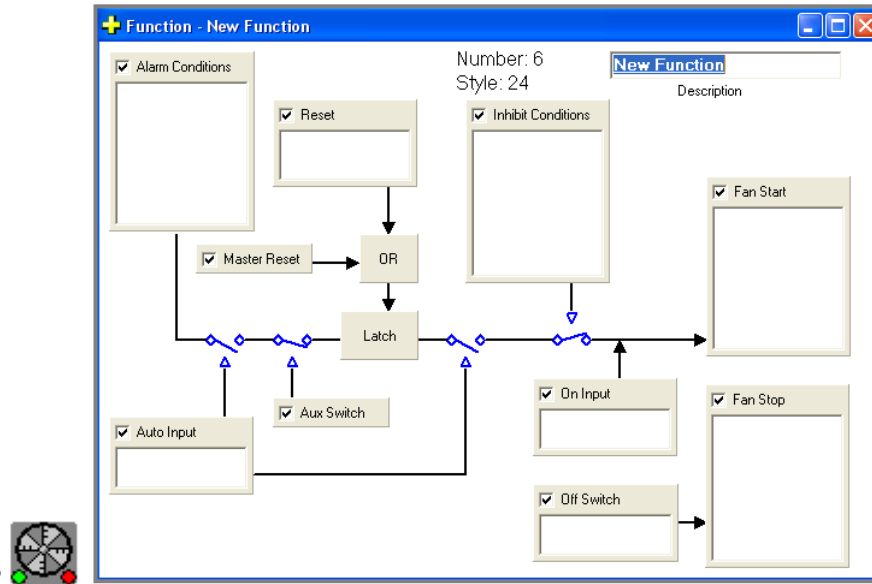 Function - New Function
Number: 6
Style: 24
New Function
Description
Alarm Conditions
Reset
Inhibit Conditions
Fan Start
Master Reset
OR
Latch
On Input
Fan Stop
Aux Switch
Auto Input
Off Switch